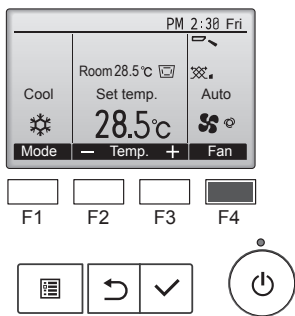 PM 2:30 Fri
Room 28.5°C
Cool Set temp. Auto
28.5°C
Mode − Temp. + Fan
F1 F2 F3 F4